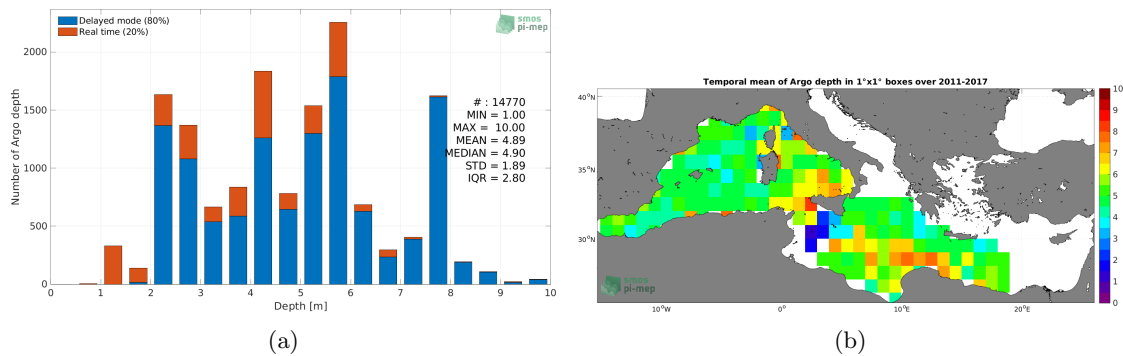 Delayed mode (80%)
Real time (20%)
smos
pi-mep
2000
1500
1000
500
0
Number of Argo depth
# : 14770
MIN = 1.00
MAX = 10.00
MEAN = 4.89
MEDIAN = 4.90
STD = 1.89
IQR = 2.80
0 1 2 3 4 5 6 7 8 9 10
Depth [m]
(a)
Temporal mean of Argo depth in 1°x1° boxes over 2011-2017
40°N
35°N
30°N
10°W 0° 10°E 20°E
smos
pi-mep
10
9
8
7
6
5
4
3
2
1
0
(b)